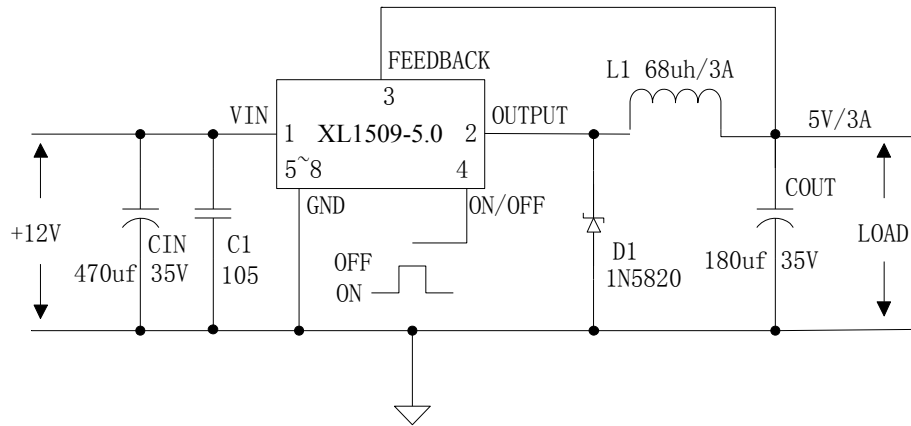 FEEDBACK
L1 68uh/3A
3
VIN
OUTPUT
5V/3A
1 XL1509-5.0 2
5~8 4
GND
ON/OFF
COUT
+12V
CIN
C1
OFF
D1
LOAD
470uf 35V
105
ON
1N5820
180uf 35V